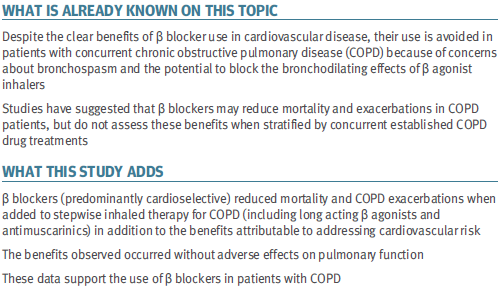 WHAT IS ALREADY KNOWN ON THIS TOPIC
Despite the clear benefits of β blocker use in cardiovascular disease, their use is avoided in
patients with concurrent chronic obstructive pulmonary disease (COPD) because of concerns
about bronchospasm and the potential to block the bronchodilating effects of β agonist
inhalers
Studies have suggested that β blockers may reduce mortality and exacerbations in COPD
patients, but do not assess these benefits when stratified by concurrent established COPD
drug treatments
WHAT THIS STUDY ADDS
β blockers (predominantly cardioselective) reduced mortality and COPD exacerbations when
added to stepwise inhaled therapy for COPD (including long acting β agonists and
antimuscarinics) in addition to the benefits attributable to addressing cardiovascular risk
The benefits observed occurred without adverse effects on pulmonary function
These data support the use of β blockers in patients with COPD